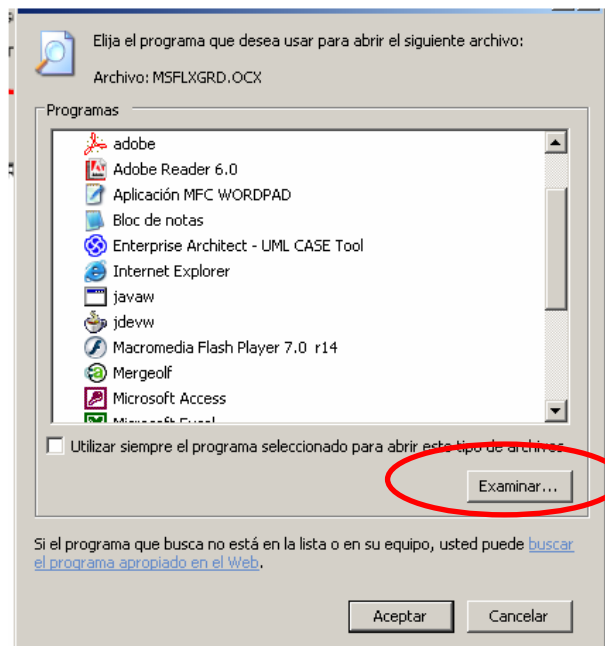 Elija el programa que desea usar para abrir el siguiente archivo:
Archivo: MSFLXGRD.OCX
Programas
adobe
Adobe Reader 6.0
Aplicación MFC WORDPAD
Bloc de notas
Enterprise Architect - UML CASE Tool
Internet Explorer
javaw
jdevw
Macromedia Flash Player 7.0 r14
Mergeolf
Microsoft Access
Microsoft Excel
Utilizar siempre el programa seleccionado para abrir este tipo de archivos
Examinar...
Si el programa que busca no está en la lista o en su equipo, usted puede buscar
el programa apropiado en el Web.
Aceptar
Cancelar